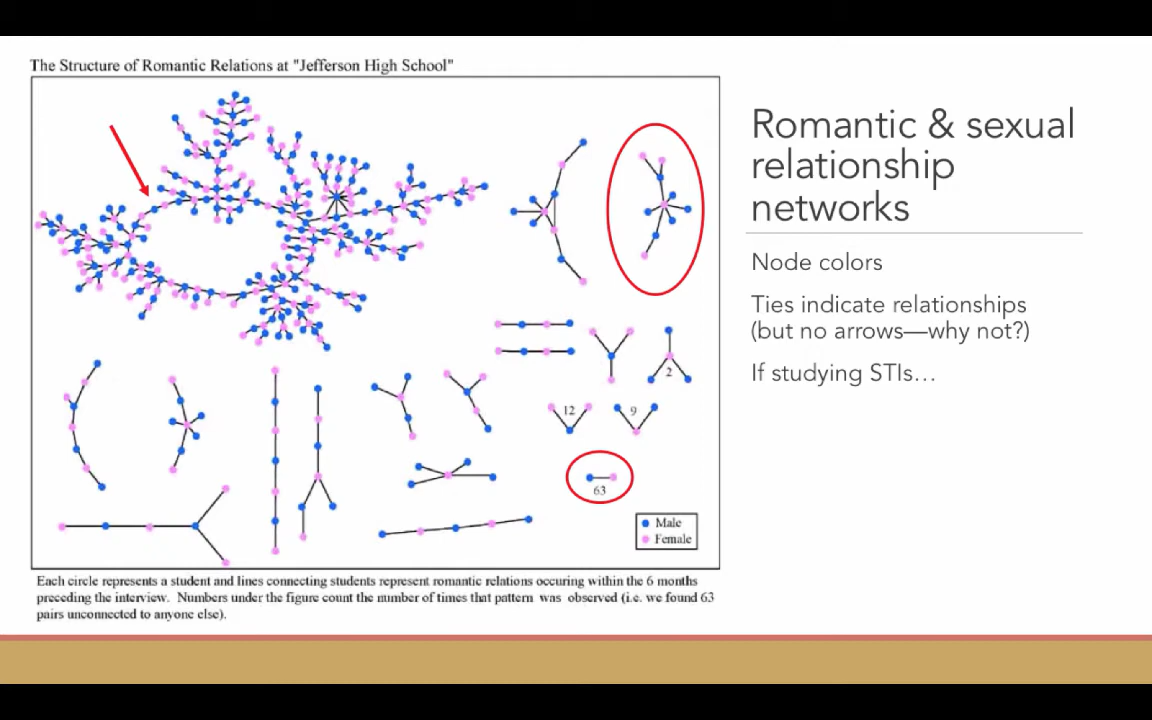 The Structure of Romantic Relations at "Jefferson High School"
Romantic & sexual
relationship
networks
Node colors
Ties indicate relationships
(but no arrows—why not?)
If studying STIs…
2
12
9
63
Male
Female
Each circle represents a student and lines connecting students represent romantic relations occuring within the 6 months
preceding the interview. Numbers under the figure count the number of times that pattern was observed (i.e. we found 63
pairs unconnected to anyone else).